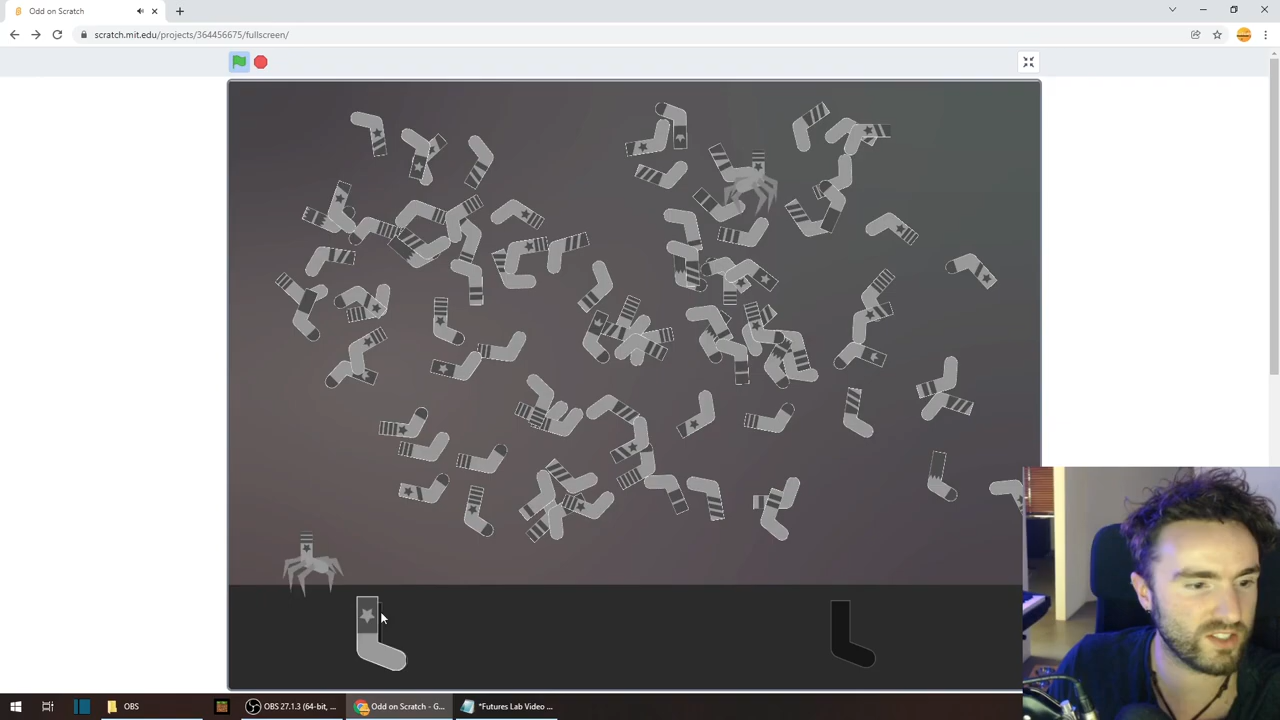 Odd on Scratch
scratch.mit.edu/projects/364456675/fullscreen/
OBS
OBS 27.1.3 (64-bit, ...
Odd on Scratch - G...
*Futures Lab Video ...